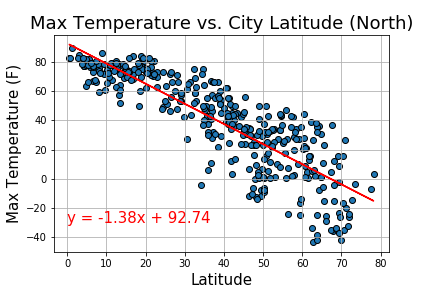 Max Temperature vs. City Latitude (North)
Max Temperature (F)
80
60
40
20
0
−20
−40
y = -1.38x + 92.74
0 10 20 30 40 50 60 70 80
Latitude